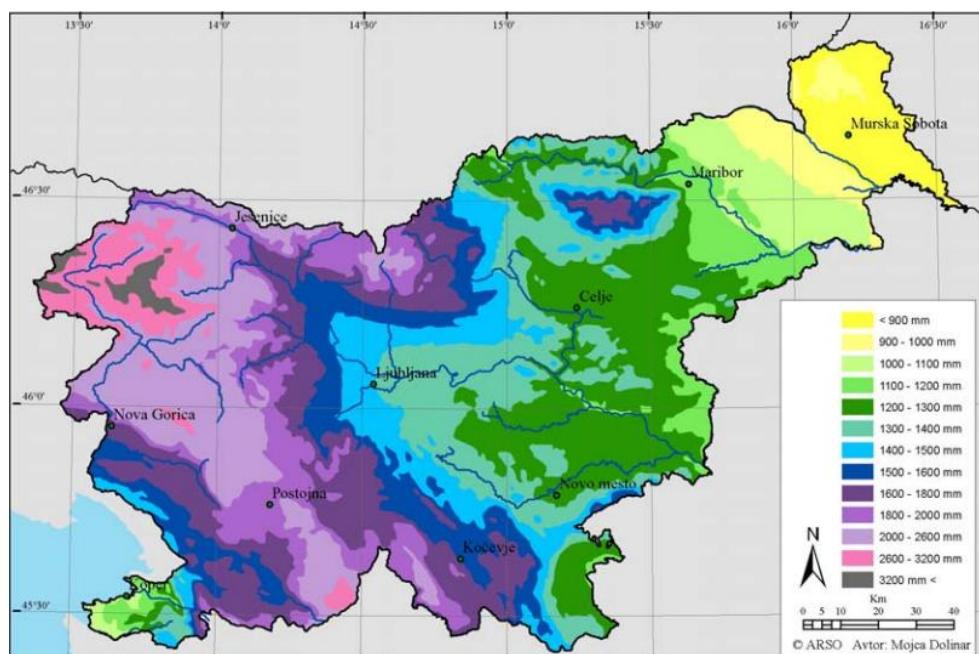 13°30' 14°0' 14°30' 15°0' 15°30' 16°0' 16°30'
Murska Sobota
Maribor
46°30'
Jesenice
Celje
Ljubljana
46°0'
Nova Gorica
Novo mesto
Postojna
Kočevje
Koper
45°30'
< 900 mm
900 - 1000 mm
1000 - 1100 mm
1100 - 1200 mm
1200 - 1300 mm
1300 - 1400 mm
1400 - 1500 mm
1500 - 1600 mm
1600 - 1800 mm
1800 - 2000 mm
2000 - 2600 mm
2600 - 3200 mm
3200 mm <
N
Km
0 5 10 20 30 40
© ARSO Avtor: Mojca Dolinar